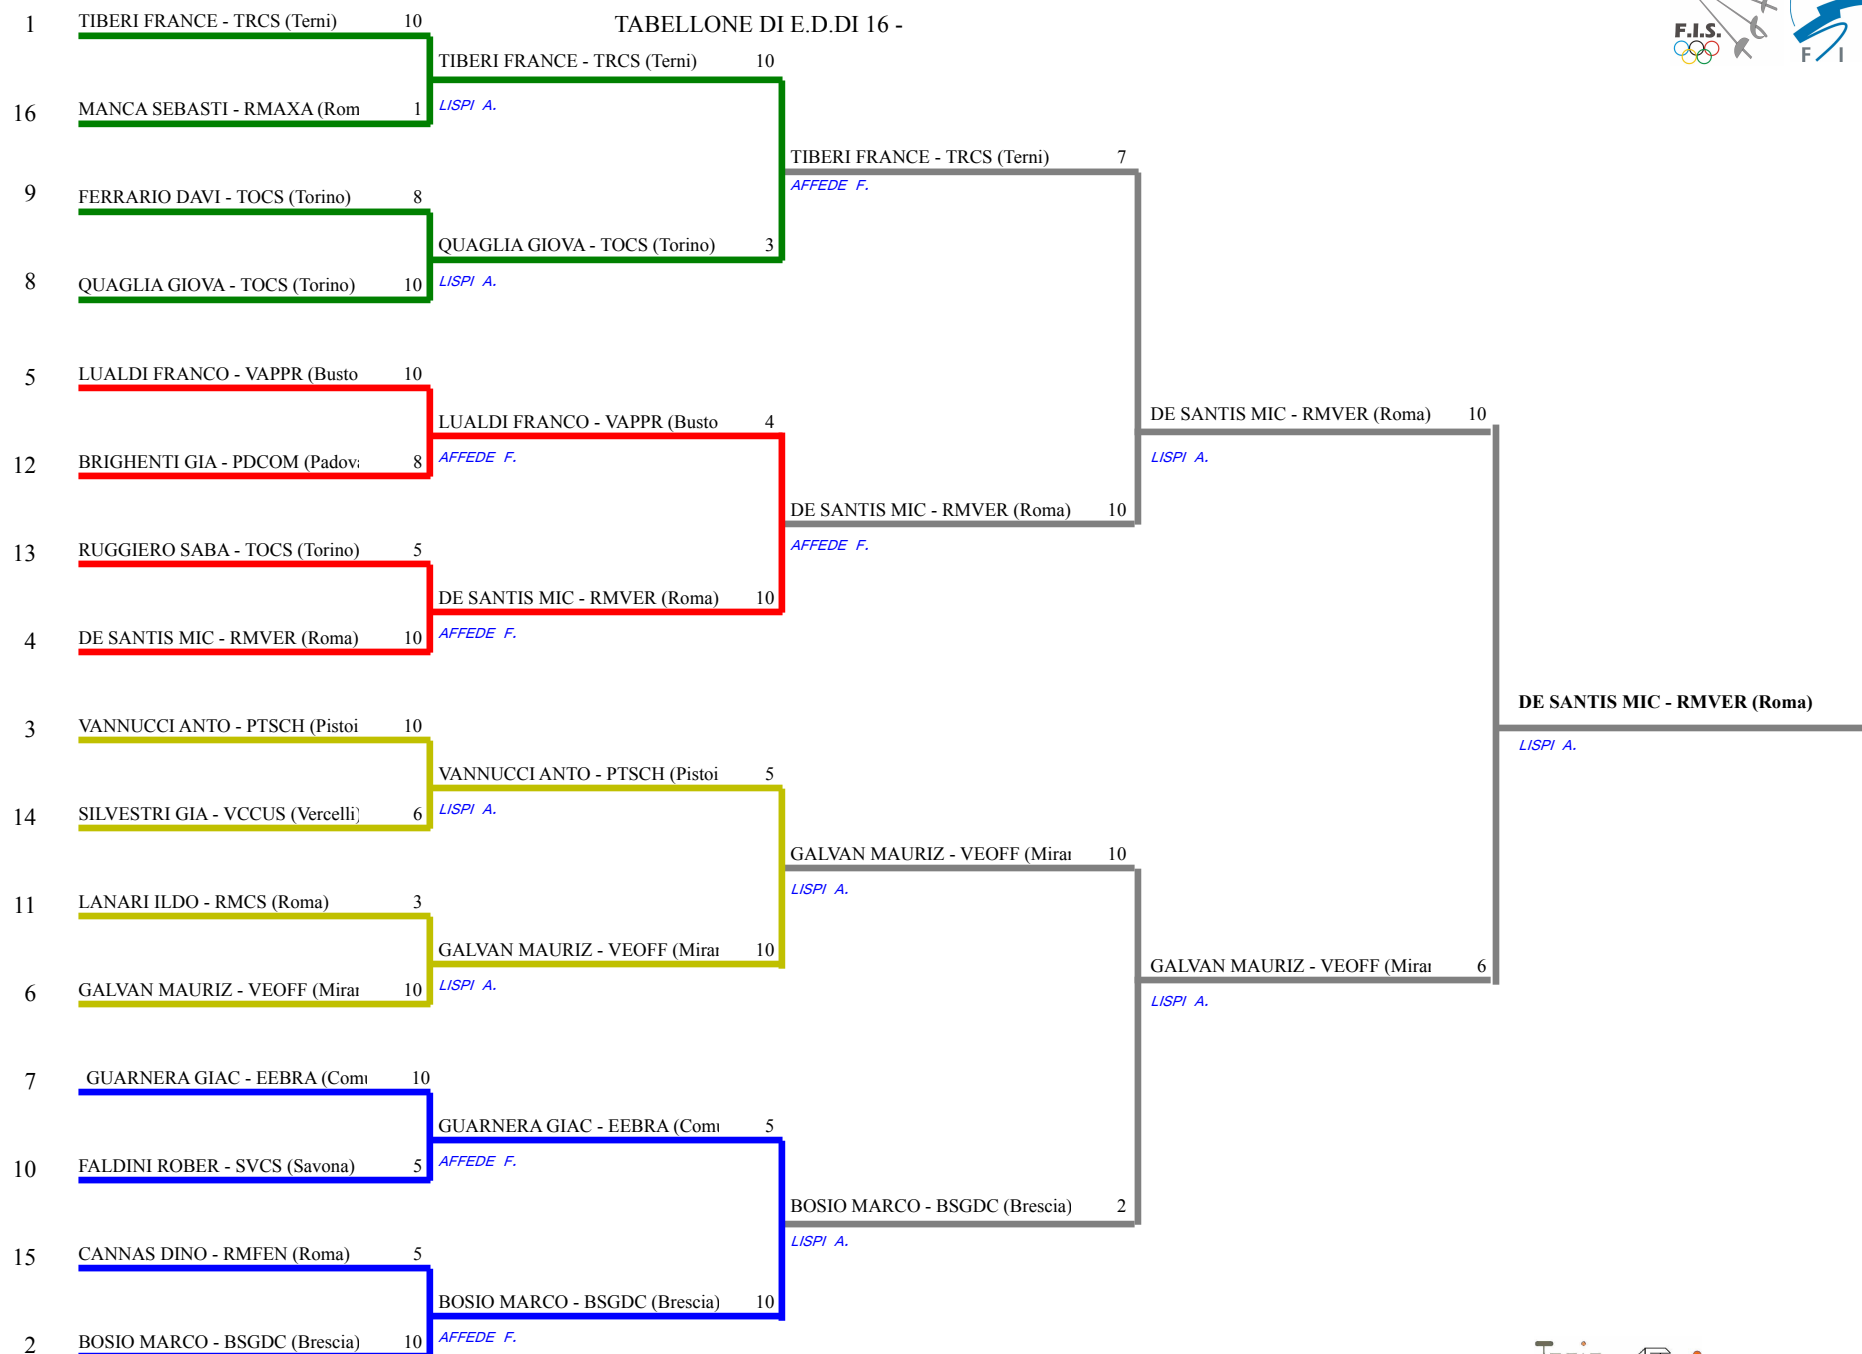 TABELLONE DI E.D.DI 16 -
F.I.S.
F I
1 TIBERI FRANCE - TRCS (Terni) 10
TIBERI FRANCE - TRCS (Terni) 10
16 MANCA SEBASTI - RMAXA (Rom 1
LISPI A.
TIBERI FRANCE - TRCS (Terni) 7
AFFEDE F.
9 FERRARIO DAVI - TOCS (Torino) 8
QUAGLIA GIOVA - TOCS (Torino) 3
8 QUAGLIA GIOVA - TOCS (Torino) 10
LISPI A.
5 LUALDI FRANCO - VAPPR (Busto 10
DE SANTIS MIC - RMVER (Roma) 10
LUALDI FRANCO - VAPPR (Busto 4
LISPI A.
12 BRIGHENTI GIA - PDCOM (Padova 8
AFFEDE F.
DE SANTIS MIC - RMVER (Roma) 10
AFFEDE F.
13 RUGGIERO SABA - TOCS (Torino) 5
DE SANTIS MIC - RMVER (Roma) 10
4 DE SANTIS MIC - RMVER (Roma) 10
AFFEDE F.
DE SANTIS MIC - RMVER (Roma)
3 VANNUCCI ANTO - PTSCH (Pistoi 10
LISPI A.
VANNUCCI ANTO - PTSCH (Pistoi 5
14 SILVESTRI GIA - VCCUS (Vercelli) 6
LISPI A.
GALVAN MAURIZ - VEOFF (Miran 10
LISPI A.
11 LANARI ILDO - RMCS (Roma) 3
GALVAN MAURIZ - VEOFF (Miran 10
GALVAN MAURIZ - VEOFF (Miran 6
6 GALVAN MAURIZ - VEOFF (Miran 10
LISPI A.
LISPI A.
7 GUARNERA GIAC - EEBRA (Comu 10
GUARNERA GIAC - EEBRA (Comu 5
10 FALDINI ROBER - SVCS (Savona) 5
AFFEDE F.
BOSIO MARCO - BSGDC (Brescia) 2
LISPI A.
15 CANNAS DINO - RMFEN (Roma) 5
BOSIO MARCO - BSGDC (Brescia) 10
2 BOSIO MARCO - BSGDC (Brescia) 10
AFFEDE F.